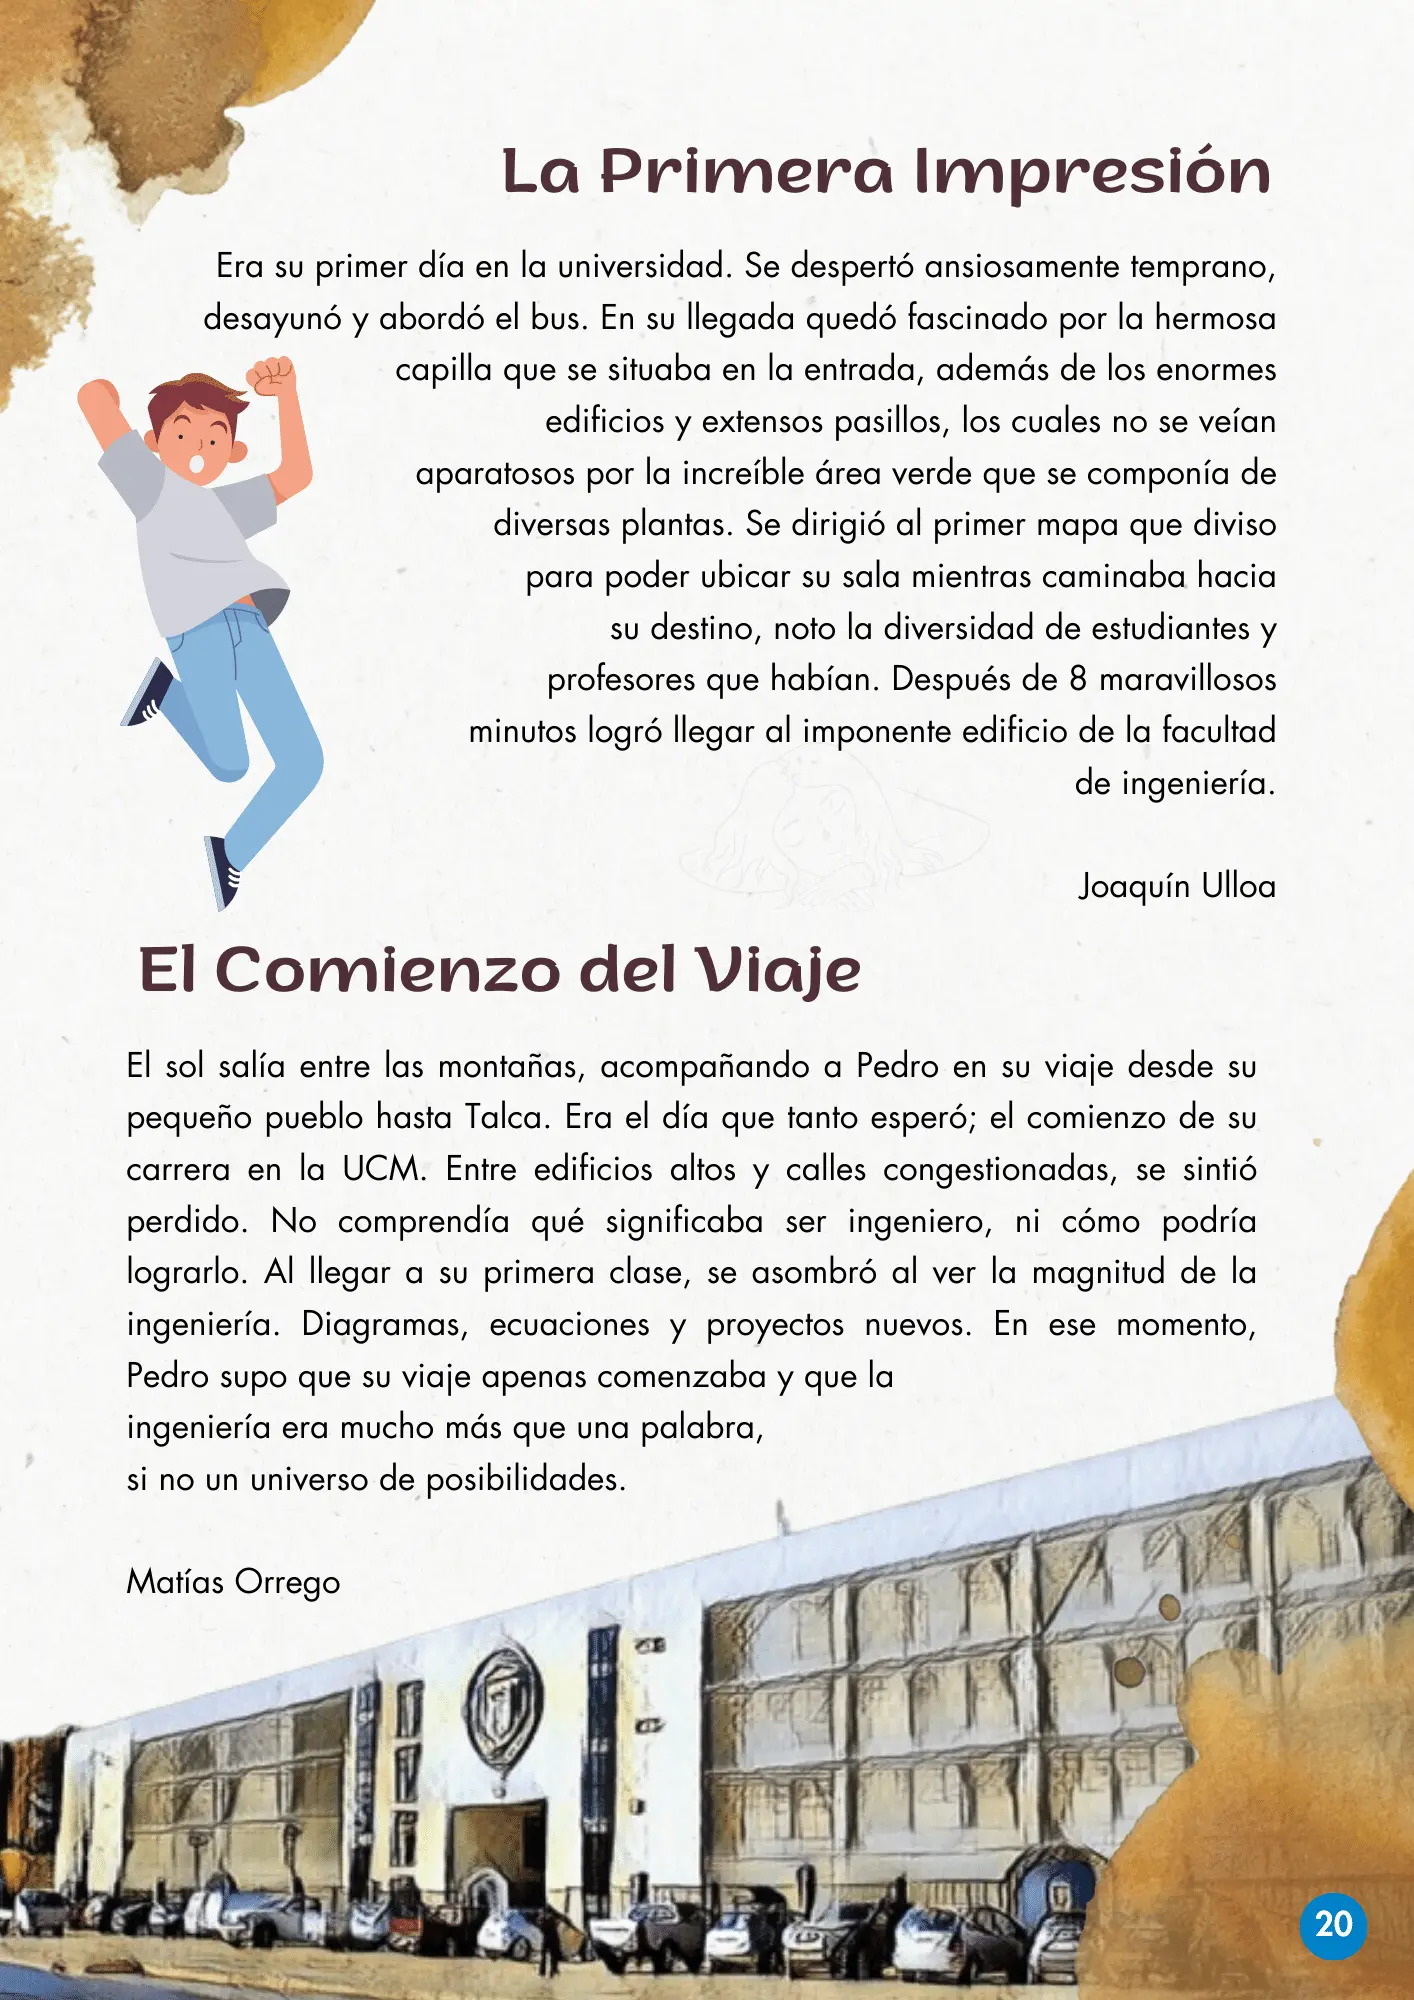 La Primera Impresión
Era su primer día en la universidad. Se despertó ansiosamente temprano,
desayunó y abordó el bus. En su llegada quedó fascinado por la hermosa
capilla que se situaba en la entrada, además de los enormes
edificios y extensos pasillos, los cuales no se veían
aparatosos por la increíble área verde que se componía de
diversas plantas. Se dirigió al primer mapa que diviso
para poder ubicar su sala mientras caminaba hacia
su destino, noto la diversidad de estudiantes y
profesores que habían. Después de 8 maravillosos
minutos logró llegar al imponente edificio de la facultad
de ingeniería.
Joaquín Ulloa
El Comienzo del Viaje
El sol salía entre las montañas, acompañando a Pedro en su viaje desde su
pequeño pueblo hasta Talca. Era el día que tanto esperó; el comienzo de su
carrera en la UCM. Entre edificios altos y calles congestionadas, se sintió
perdido. No comprendía qué significaba ser ingeniero, ni cómo podría
lograrlo. Al llegar a su primera clase, se asombró al ver la magnitud de la
ingeniería. Diagramas, ecuaciones y proyectos nuevos. En ese momento,
Pedro supo que su viaje apenas comenzaba y que la
ingeniería era mucho más que una palabra,
si no un universo de posibilidades.
Matías Orrego
20